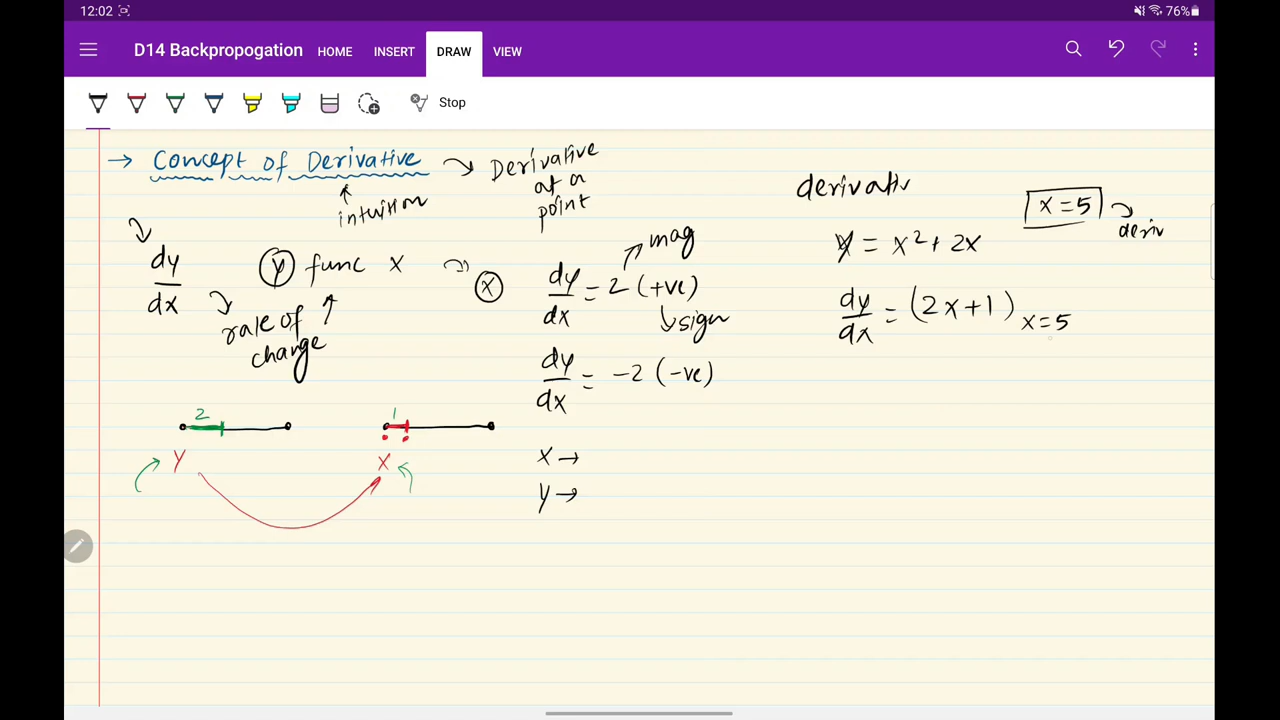 12:02
76%
D14 Backpropogation
HOME
INSERT
DRAW
VIEW
Stop
→ Concept of Derivative
intuition
Derivative
at a
point
dy
dx
rate of
change
y func x
x
dy/dx = 2 (+ve)
mag
sign
dy/dx = -2 (-ve)
2
1
Y
X
x →
y →
derivativ
x = 5
deriv
y = x² + 2x
dy/dx = (2x+1) x=5